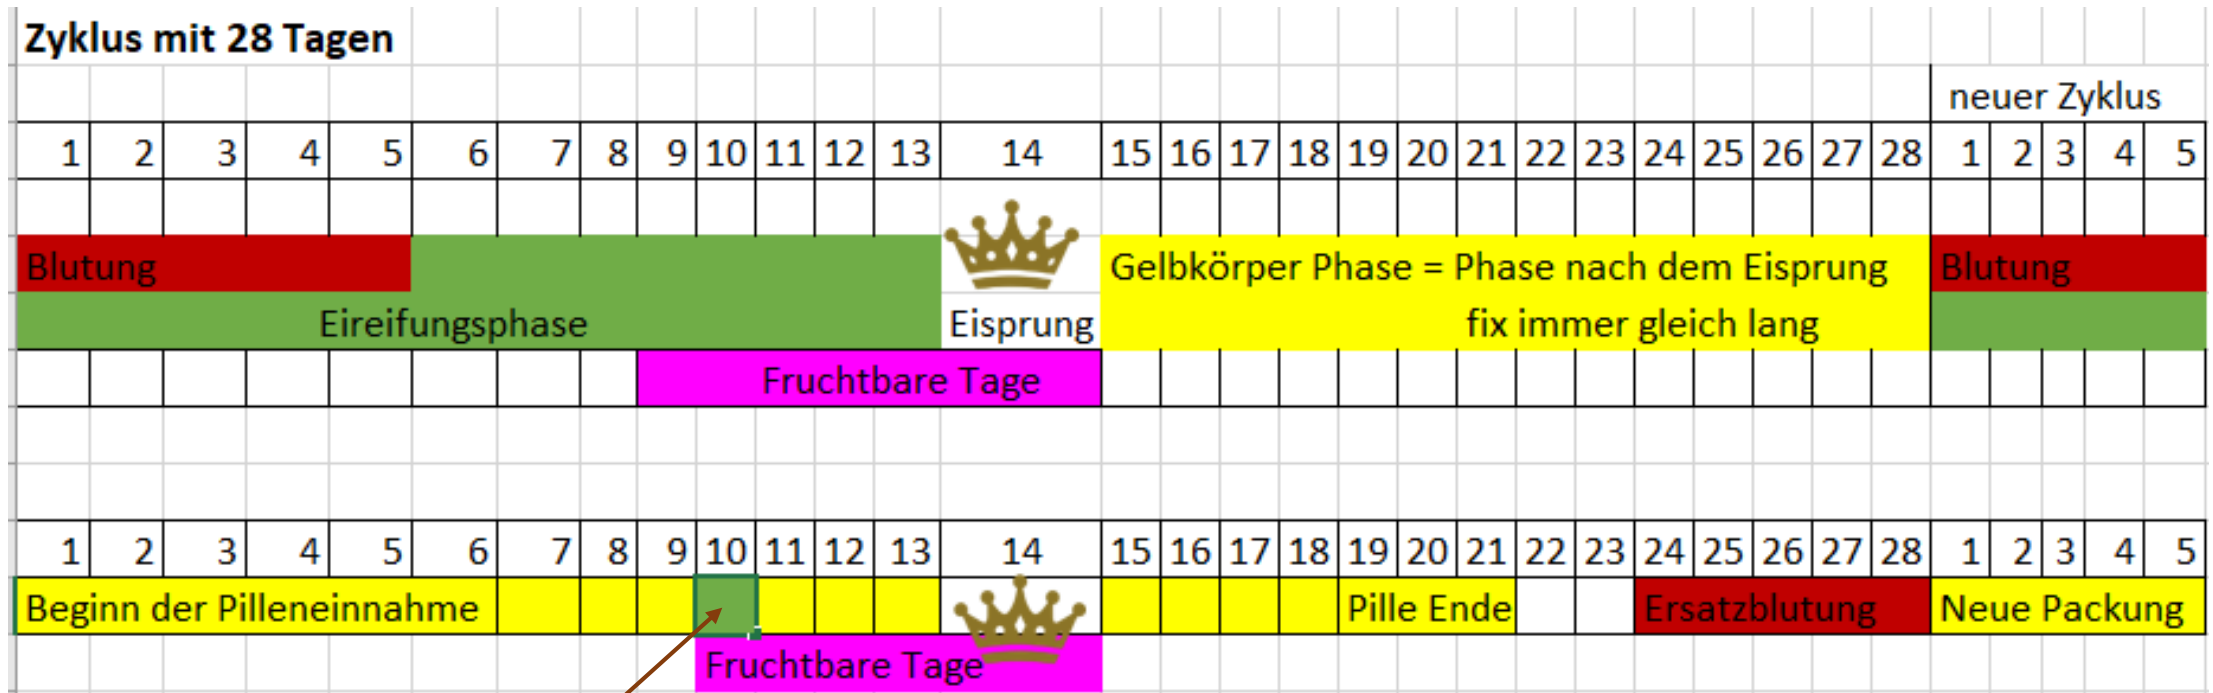 Zyklus mit 28 Tagen
neuer Zyklus
1 2 3 4 5 6 7 8 9 10 11 12 13 14 15 16 17 18 19 20 21 22 23 24 25 26 27 28 1 2 3 4 5
Blutung Gelbkörper Phase = Phase nach dem Eisprung Blutung
Eireifungsphase Eisprung fix immer gleich lang
Fruchtbare Tage
1 2 3 4 5 6 7 8 9 10 11 12 13 14 15 16 17 18 19 20 21 22 23 24 25 26 27 28 1 2 3 4 5
Beginn der Pilleneinnahme Pille Ende Ersatzblutung Neue Packung
Fruchtbare Tage